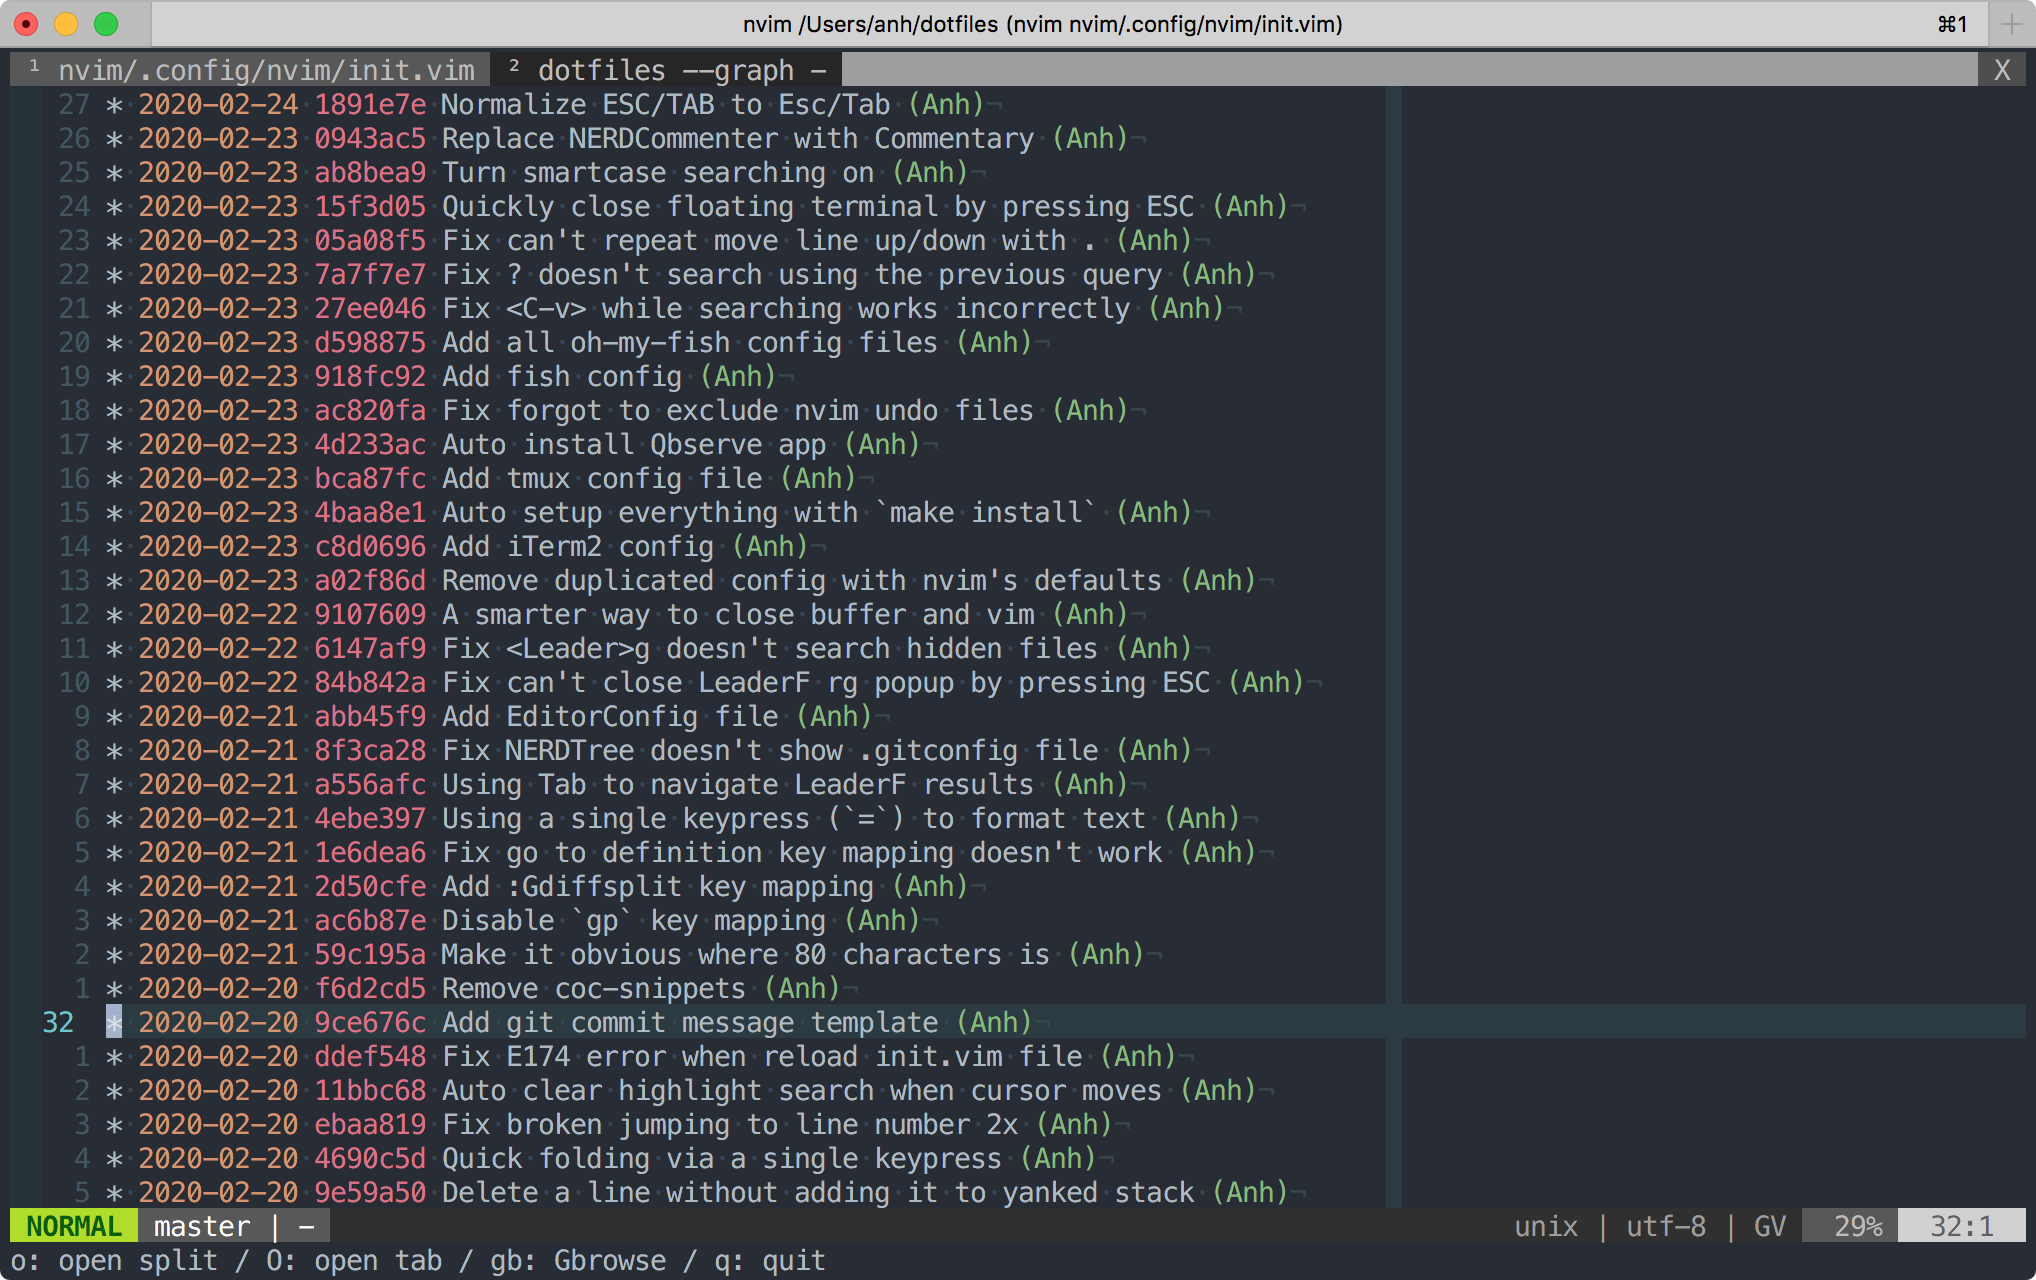 nvim /Users/anh/dotfiles (nvim nvim/.config/nvim/init.vim) ⌘1 +
¹ nvim/.config/nvim/init.vim ² dotfiles --graph - X
27 * 2020-02-24 1891e7e Normalize ESC/TAB to Esc/Tab (Anh)¬
26 * 2020-02-23 0943ac5 Replace NERDCommenter with Commentary (Anh)¬
25 * 2020-02-23 ab8bea9 Turn smartcase searching on (Anh)¬
24 * 2020-02-23 15f3d05 Quickly close floating terminal by pressing ESC (Anh)¬
23 * 2020-02-23 05a08f5 Fix can't repeat move line up/down with . (Anh)¬
22 * 2020-02-23 7a7f7e7 Fix ? doesn't search using the previous query (Anh)¬
21 * 2020-02-23 27ee046 Fix <C-v> while searching works incorrectly (Anh)¬
20 * 2020-02-23 d598875 Add all oh-my-fish config files (Anh)¬
19 * 2020-02-23 918fc92 Add fish config (Anh)¬
18 * 2020-02-23 ac820fa Fix forgot to exclude nvim undo files (Anh)¬
17 * 2020-02-23 4d233ac Auto install Qbserve app (Anh)¬
16 * 2020-02-23 bca87fc Add tmux config file (Anh)¬
15 * 2020-02-23 4baa8e1 Auto setup everything with `make install` (Anh)¬
14 * 2020-02-23 c8d0696 Add iTerm2 config (Anh)¬
13 * 2020-02-23 a02f86d Remove duplicated config with nvim's defaults (Anh)¬
12 * 2020-02-22 9107609 A smarter way to close buffer and vim (Anh)¬
11 * 2020-02-22 6147af9 Fix <Leader>g doesn't search hidden files (Anh)¬
10 * 2020-02-22 84b842a Fix can't close LeaderF rg popup by pressing ESC (Anh)¬
9 * 2020-02-21 abb45f9 Add EditorConfig file (Anh)¬
8 * 2020-02-21 8f3ca28 Fix NERDTree doesn't show .gitconfig file (Anh)¬
7 * 2020-02-21 a556afc Using Tab to navigate LeaderF results (Anh)¬
6 * 2020-02-21 4ebe397 Using a single keypress (`=`) to format text (Anh)¬
5 * 2020-02-21 1e6dea6 Fix go to definition key mapping doesn't work (Anh)¬
4 * 2020-02-21 2d50cfe Add :Gdiffsplit key mapping (Anh)¬
3 * 2020-02-21 ac6b87e Disable `gp` key mapping (Anh)¬
2 * 2020-02-21 59c195a Make it obvious where 80 characters is (Anh)¬
1 * 2020-02-20 f6d2cd5 Remove coc-snippets (Anh)¬
32 * 2020-02-20 9ce676c Add git commit message template (Anh)¬
1 * 2020-02-20 ddef548 Fix E174 error when reload init.vim file (Anh)¬
2 * 2020-02-20 11bbc68 Auto clear highlight search when cursor moves (Anh)¬
3 * 2020-02-20 ebaa819 Fix broken jumping to line number 2x (Anh)¬
4 * 2020-02-20 4690c5d Quick folding via a single keypress (Anh)¬
5 * 2020-02-20 9e59a50 Delete a line without adding it to yanked stack (Anh)¬
NORMAL master | - unix | utf-8 | GV 29% 32:1
o: open split / O: open tab / gb: Gbrowse / q: quit